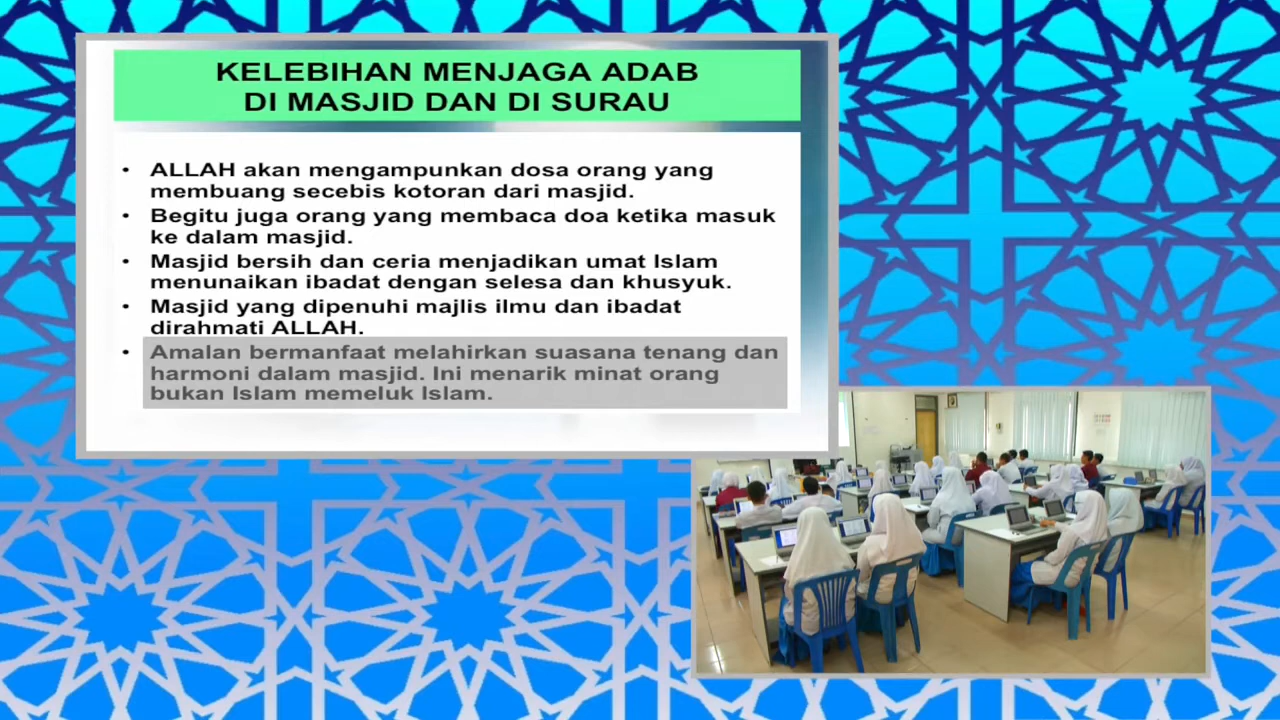 KELEBIHAN MENJAGA ADAB
DI MASJID DAN DI SURAU
• ALLAH akan mengampunkan dosa orang yang
membuang secebis kotoran dari masjid.
• Begitu juga orang yang membaca doa ketika masuk
ke dalam masjid.
• Masjid bersih dan ceria menjadikan umat Islam
menunaikan ibadat dengan selesa dan khusyuk.
• Masjid yang dipenuhi majlis ilmu dan ibadat
dirahmati ALLAH.
• Amalan bermanfaat melahirkan suasana tenang dan
harmoni dalam masjid. Ini menarik minat orang
bukan Islam memeluk Islam.